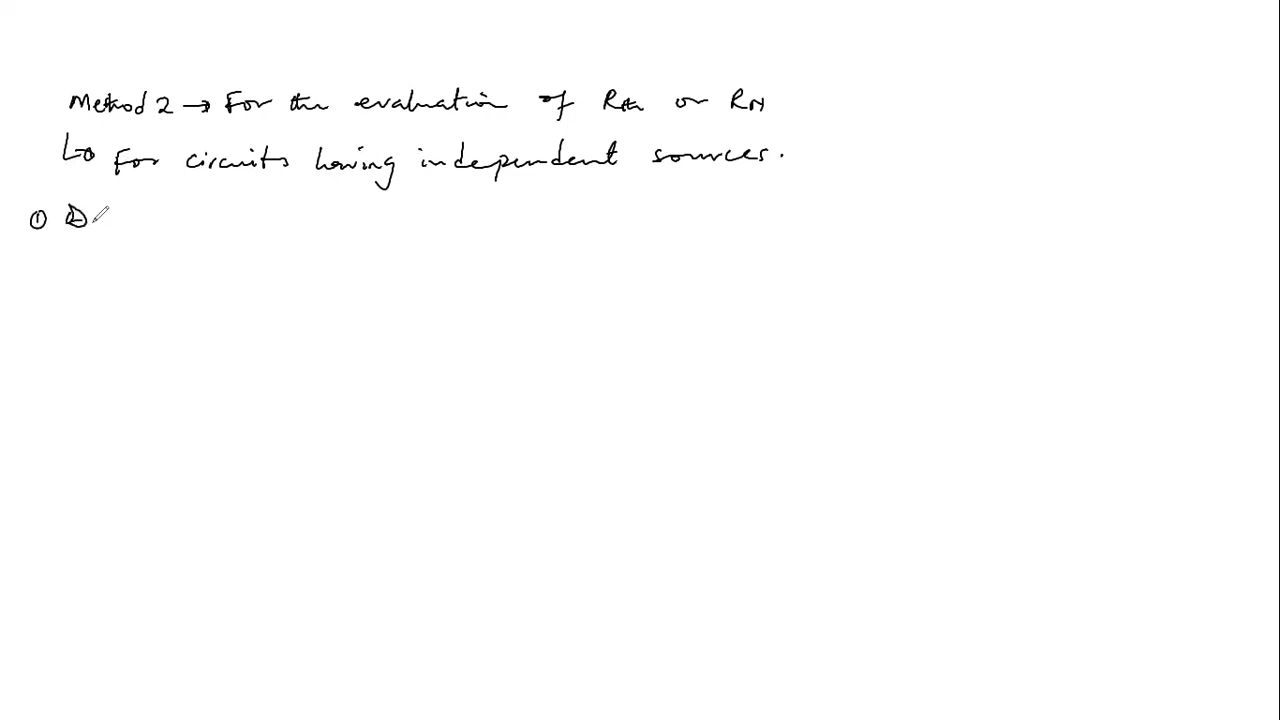 Method 2 → For the evaluation of RTh or RN
↳ For circuits having independent sources.
① D